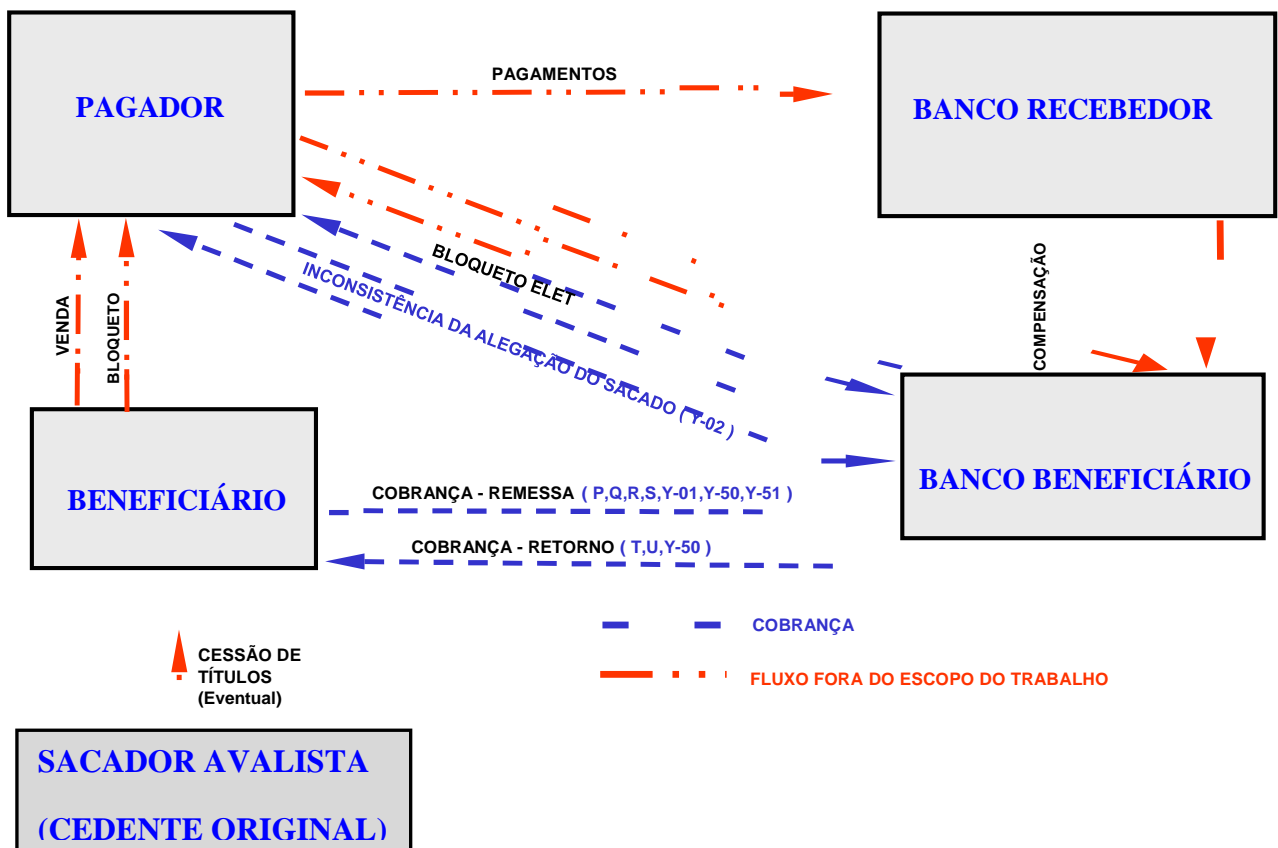 PAGADOR
PAGAMENTOS
BANCO RECEBEDOR
VENDA
BLOQUETO
BLOQUETO ELET
INCONSISTÊNCIA DA ALEGAÇÃO DO SACADO ( Y-02 )
COMPENSAÇÃO
BENEFICIÁRIO
COBRANÇA - REMESSA ( P,Q,R,S,Y-01,Y-50,Y-51 )
COBRANÇA - RETORNO ( T,U,Y-50 )
BANCO BENEFICIÁRIO
COBRANÇA
FLUXO FORA DO ESCOPO DO TRABALHO
CESSÃO DE
TÍTULOS
(Eventual)
SACADOR AVALISTA
(CEDENTE ORIGINAL)